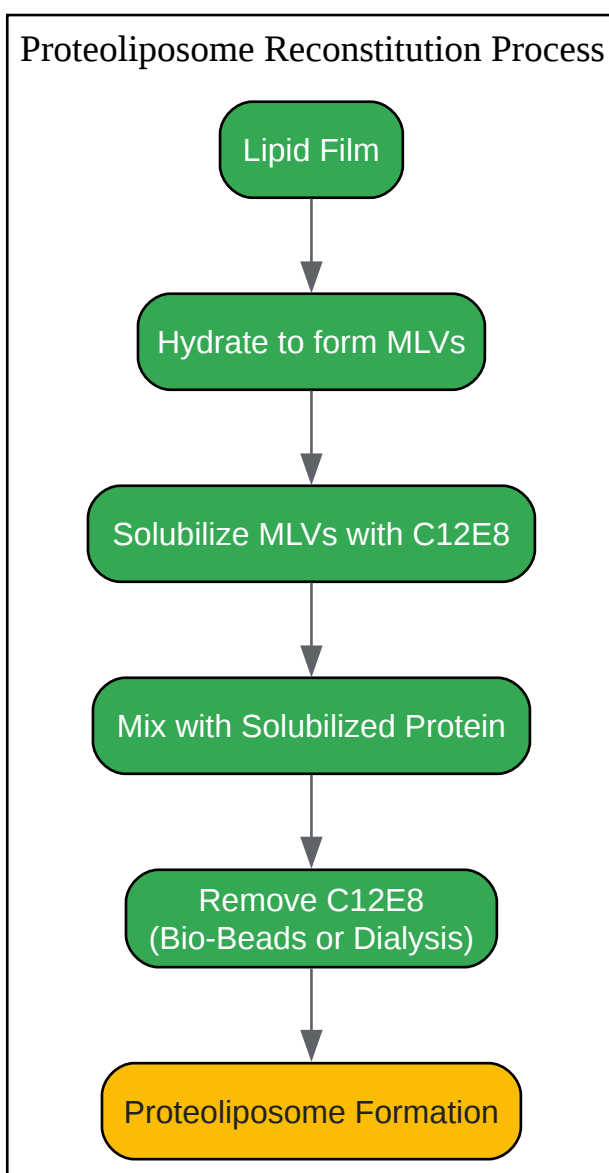 Proteoliposome Reconstitution Process
Lipid Film
Hydrate to form MLVs
Solubilize MLVs with C12E8
Mix with Solubilized Protein
Remove C12E8
(Bio-Beads or Dialysis)
Proteoliposome Formation